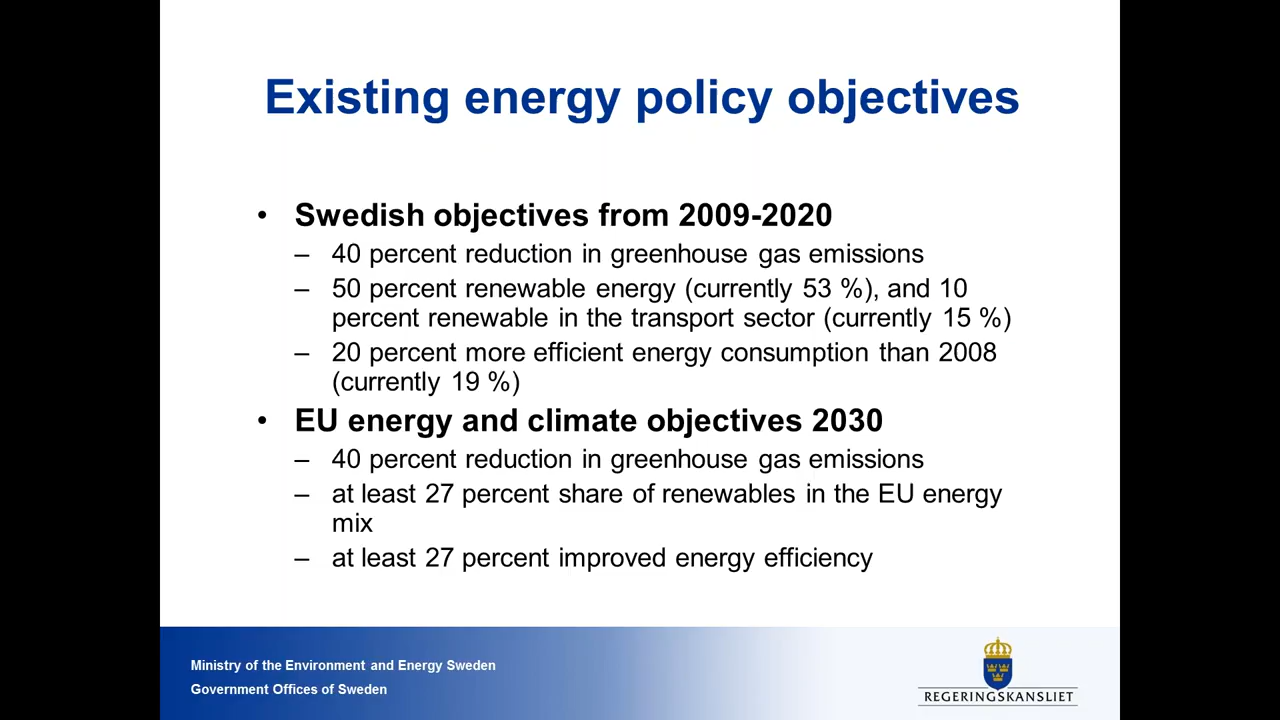 Existing energy policy objectives
• Swedish objectives from 2009-2020
– 40 percent reduction in greenhouse gas emissions
– 50 percent renewable energy (currently 53 %), and 10
percent renewable in the transport sector (currently 15 %)
– 20 percent more efficient energy consumption than 2008
(currently 19 %)
• EU energy and climate objectives 2030
– 40 percent reduction in greenhouse gas emissions
– at least 27 percent share of renewables in the EU energy
mix
– at least 27 percent improved energy efficiency
Ministry of the Environment and Energy Sweden
Government Offices of Sweden
REGERINGSKANSLIET